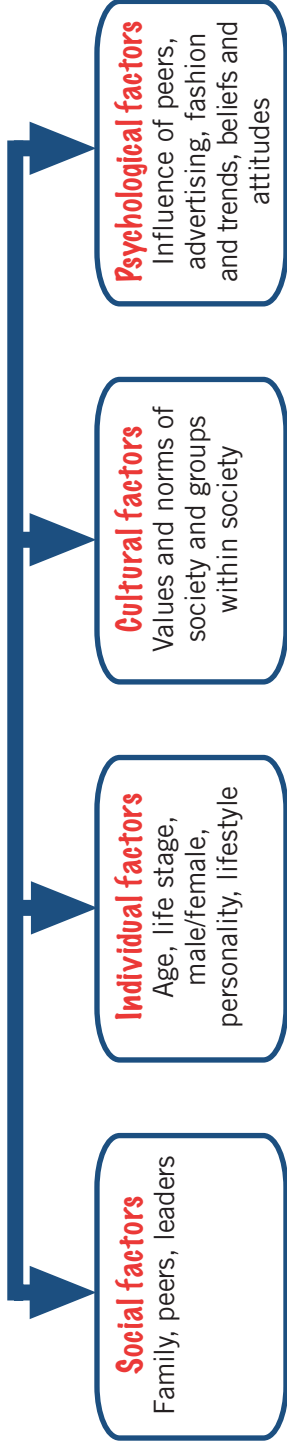 Social factors
Family, peers, leaders
Individual factors
Age, life stage,
male/female,
personality, lifestyle
Cultural factors
Values and norms of
society and groups
within society
Psychological factors
Influence of peers,
advertising, fashion
and trends, beliefs and
attitudes